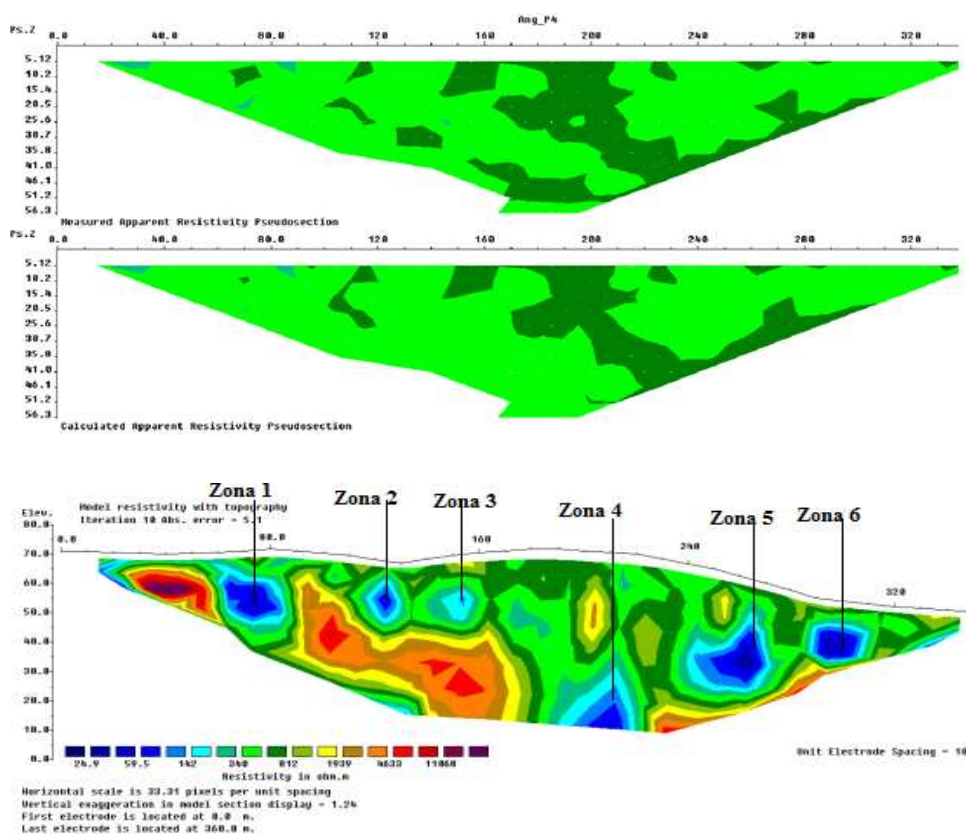 Amg_P4
Ps.Z 0.0 40.0 80.0 120 160 200 240 280 320
5.12
10.2
15.4
20.5
25.6
30.7
35.8
41.0
46.1
51.2
56.3
Measured Apparent Resistivity Pseudosection
Ps.Z 0.0 40.0 80.0 120 160 200 240 280 320
5.12
10.2
15.4
20.5
25.6
30.7
35.8
41.0
46.1
51.2
56.3
Calculated Apparent Resistivity Pseudosection
Zona 1 Zona 2 Zona 3 Zona 4 Zona 5 Zona 6
Model resistivity with topography
Elev. Iteration 10 Abs. error = 5.1
80.0 0.0 80.0 160 240 320
70.0
60.0
50.0
40.0
30.0
20.0
10.0
0.0
24.9 59.5 142 340 812 1939 4633 11068
Resistivity in ohm.m
Unit Electrode Spacing = 10
Horizontal scale is 33.31 pixels per unit spacing
Vertical exaggeration in model section display = 1.24
First electrode is located at 0.0 m.
Last electrode is located at 360.0 m.